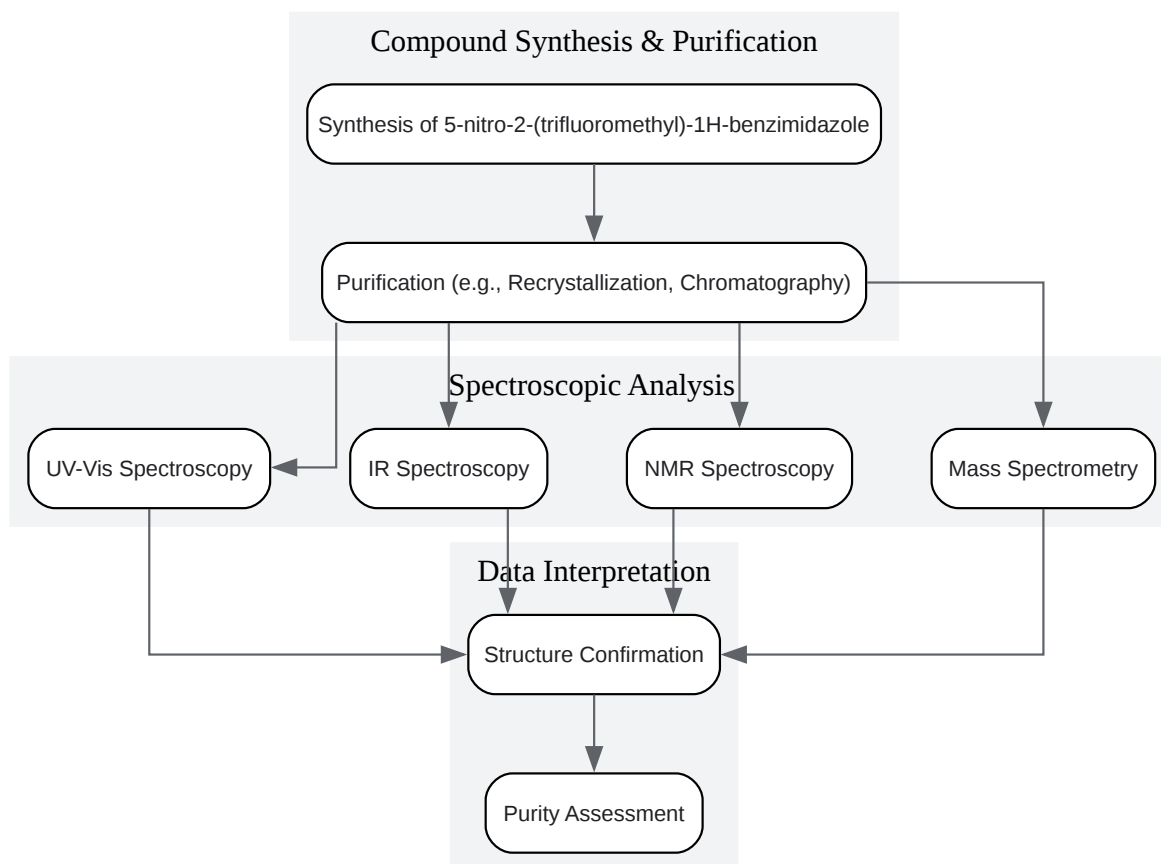 Compound Synthesis & Purification
Synthesis of 5-nitro-2-(trifluoromethyl)-1H-benzimidazole
Purification (e.g., Recrystallization, Chromatography)
Spectroscopic Analysis
UV-Vis Spectroscopy
IR Spectroscopy
NMR Spectroscopy
Mass Spectrometry
Data Interpretation
Structure Confirmation
Purity Assessment